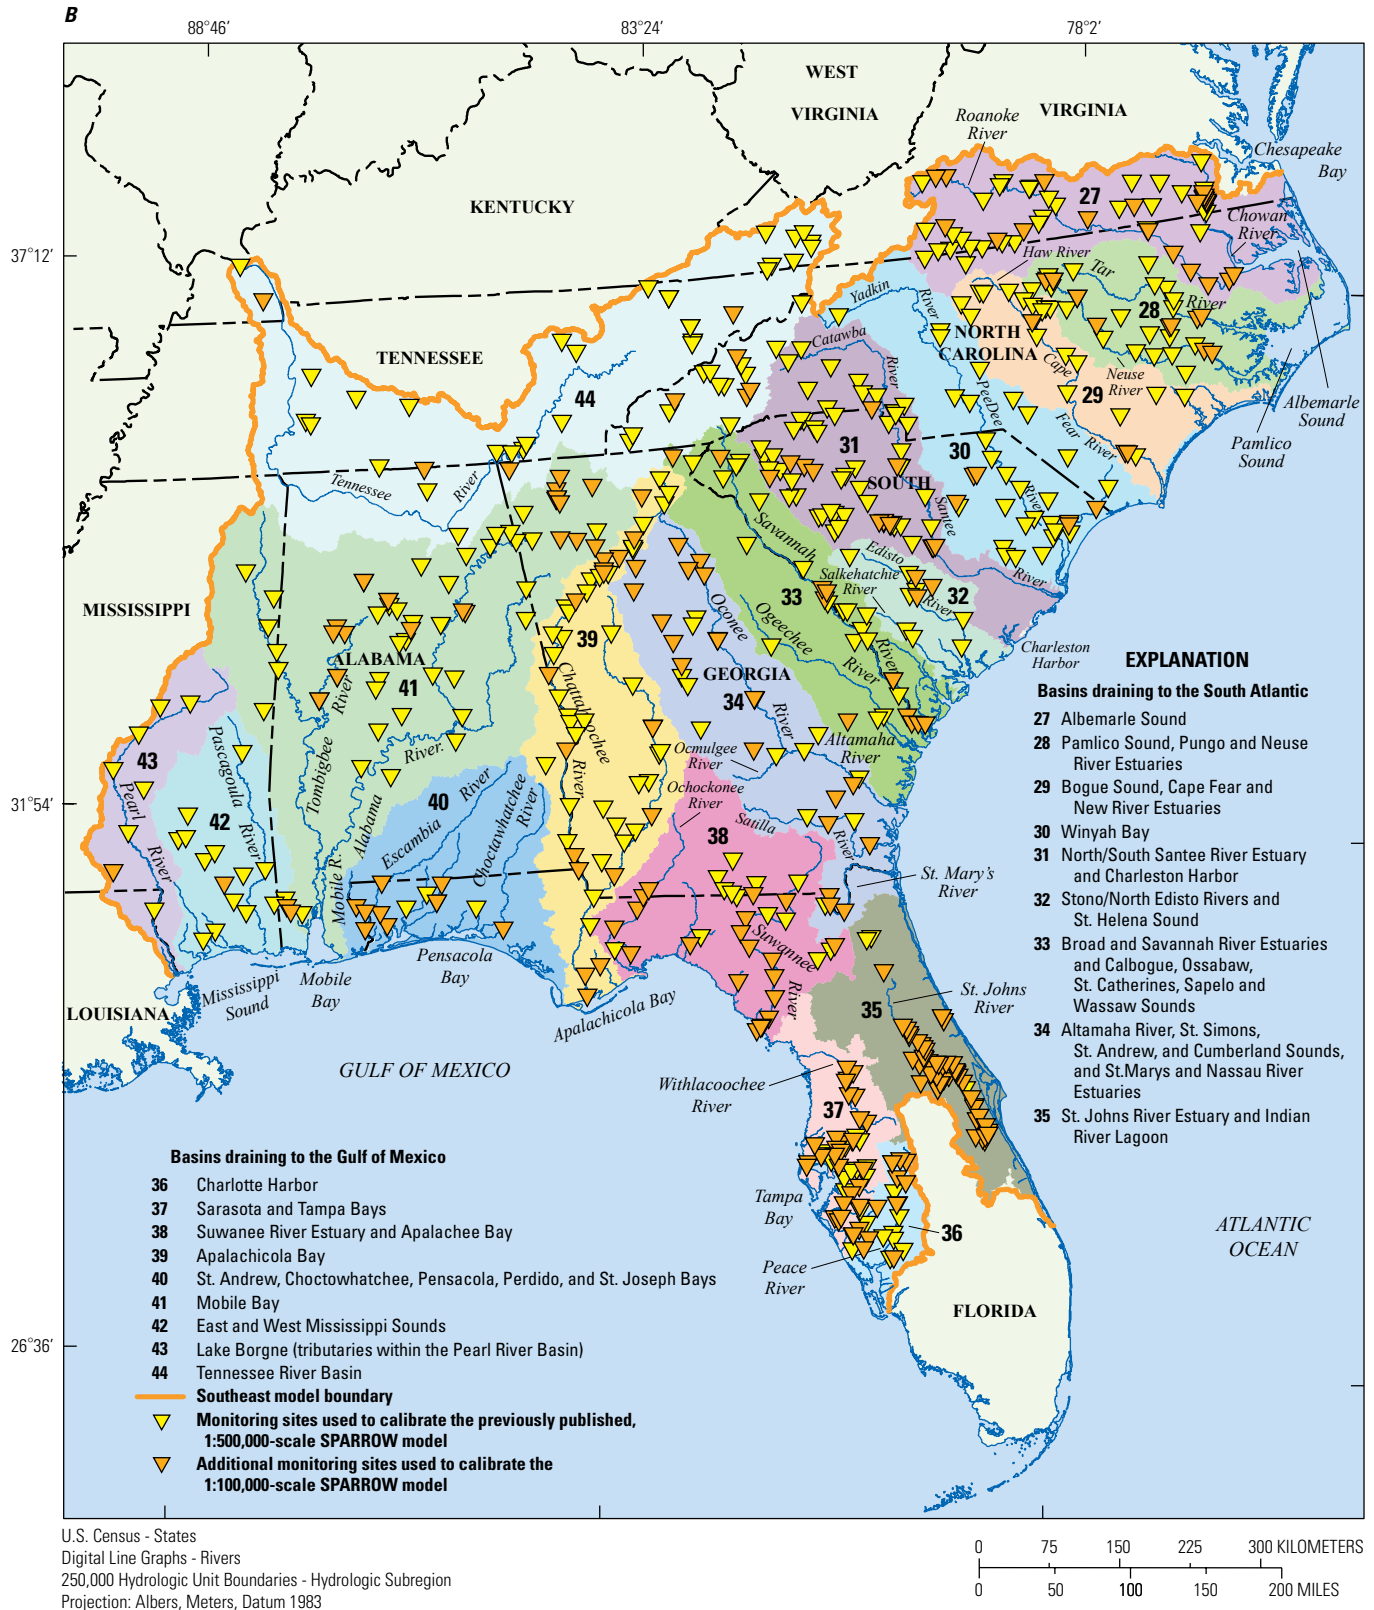 B
88°46′
83°24′
78°2′
WEST
VIRGINIA
VIRGINIA
Roanoke
River
Chesapeake
Bay
KENTUCKY
27
Chowan
River
37°12′
Haw River
Tar
River
28
Yadkin
River
NORTH
CAROLINA
TENNESSEE
Catawba
River
Cape
Fear
River
Neuse
River
29
Albemarle
Sound
Pamlico
Sound
44
PeeDee
River
31
30
SOUTH
Santee
River
Tennessee
River
Savannah
River
Edisto
River
Salkehatchie
River
32
33
Ogeechee
River
Oconee
River
MISSISSIPPI
Charleston
Harbor
39
ALABAMA
41
GEORGIA
34
Chattahoochee
River
Ocmulgee
River
Altamaha
River
43
Pascagoula
River
Tombigbee
River
Alabama
River
Ochockonee
River
31°54′
Pearl
River
42
40
Escambia
River
Choctawhatchee
River
38
Satilla
River
Mobile R.
St. Mary's
River
Suwannee
River
Pensacola
Bay
Mississippi
Sound
Mobile
Bay
LOUISIANA
Apalachicola Bay
35
St. Johns
River
GULF OF MEXICO
Withlacoochee
River
37
Tampa
Bay
36
Peace
River
ATLANTIC
OCEAN
FLORIDA
26°36′
EXPLANATION
Basins draining to the South Atlantic
27 Albemarle Sound
28 Pamlico Sound, Pungo and Neuse
River Estuaries
29 Bogue Sound, Cape Fear and
New River Estuaries
30 Winyah Bay
31 North/South Santee River Estuary
and Charleston Harbor
32 Stono/North Edisto Rivers and
St. Helena Sound
33 Broad and Savannah River Estuaries
and Calbogue, Ossabaw,
St. Catherines, Sapelo and
Wassaw Sounds
34 Altamaha River, St. Simons,
St. Andrew, and Cumberland Sounds,
and St.Marys and Nassau River
Estuaries
35 St. Johns River Estuary and Indian
River Lagoon
Basins draining to the Gulf of Mexico
36 Charlotte Harbor
37 Sarasota and Tampa Bays
38 Suwanee River Estuary and Apalachee Bay
39 Apalachicola Bay
40 St. Andrew, Choctowhatchee, Pensacola, Perdido, and St. Joseph Bays
41 Mobile Bay
42 East and West Mississippi Sounds
43 Lake Borgne (tributaries within the Pearl River Basin)
44 Tennessee River Basin
Southeast model boundary
Monitoring sites used to calibrate the previously published,
1:500,000-scale SPARROW model
Additional monitoring sites used to calibrate the
1:100,000-scale SPARROW model
U.S. Census - States
Digital Line Graphs - Rivers
250,000 Hydrologic Unit Boundaries - Hydrologic Subregion
Projection: Albers, Meters, Datum 1983
0 75 150 225 300 KILOMETERS
0 50 100 150 200 MILES